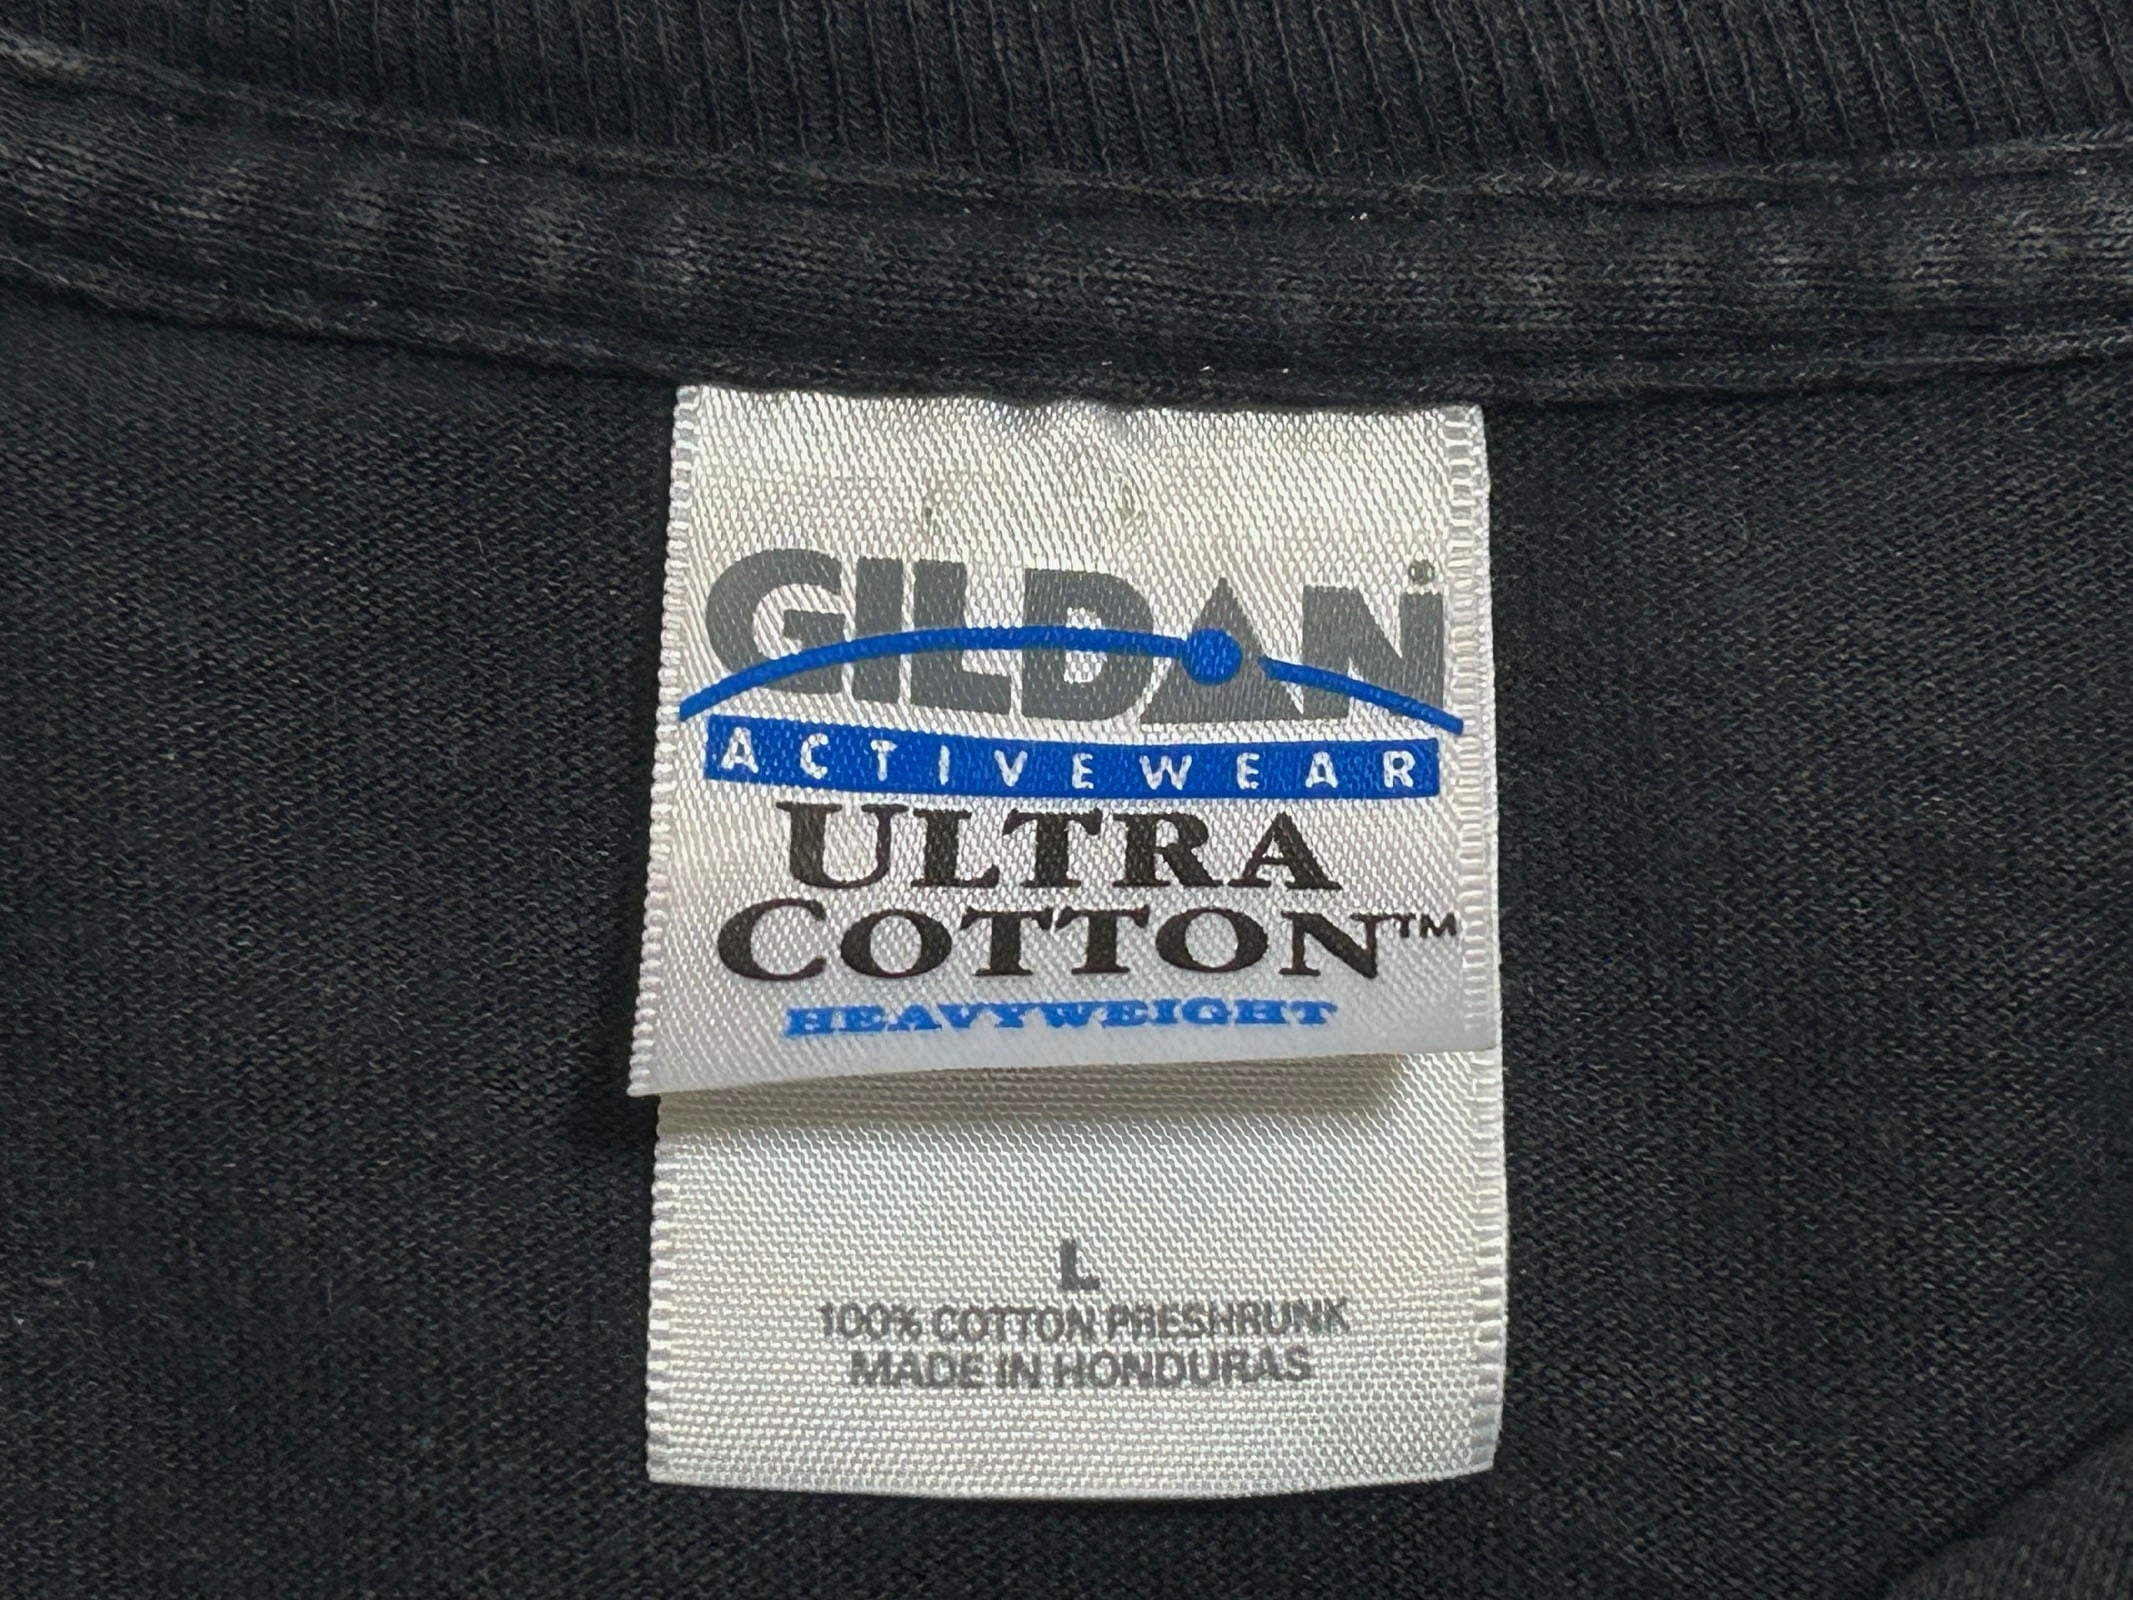 GILDAN®
ACTIVEWEAR
ULTRA
COTTON™
HEAVYWEIGHT
L
100% COTTON PRESHRUNK
MADE IN HONDURAS